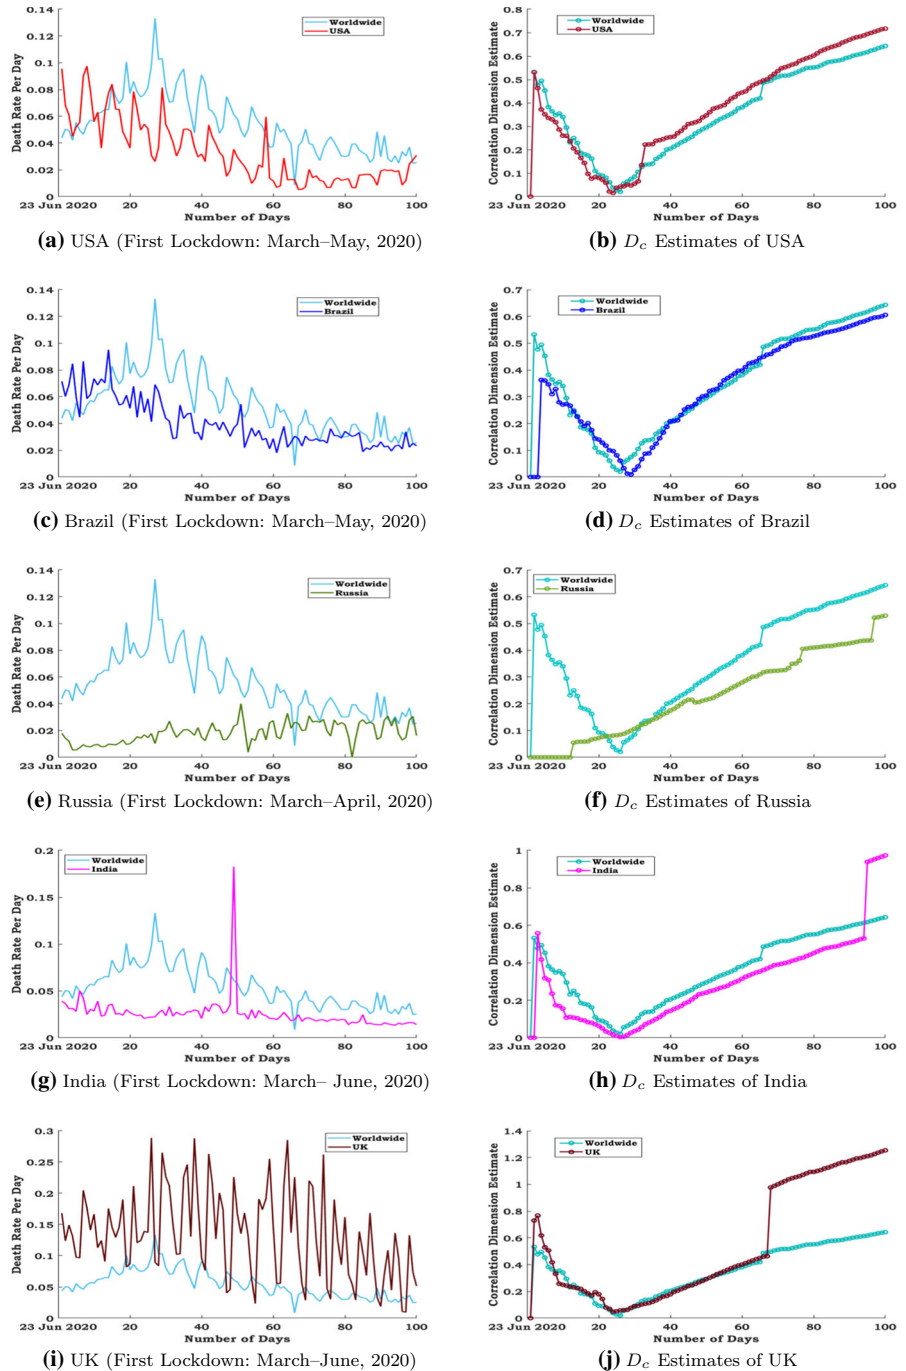 0.14
0.12
0.1
0.08
0.06
0.04
0.02
0
Death Rate Per Day
Worldwide
USA
23 Jun 2020 20 40 60 80 100
Number of Days
(a) USA (First Lockdown: March–May, 2020)
0.8
0.7
0.6
0.5
0.4
0.3
0.2
0.1
0
Correlation Dimension Estimate
Worldwide
USA
23 Jun 2020 20 40 60 80 100
Number of Days
(b) Dc Estimates of USA
0.14
0.12
0.1
0.08
0.06
0.04
0.02
0
Death Rate Per Day
Worldwide
Brazil
23 Jun 2020 20 40 60 80 100
Number of Days
(c) Brazil (First Lockdown: March–May, 2020)
0.7
0.6
0.5
0.4
0.3
0.2
0.1
0
Correlation Dimension Estimate
Worldwide
Brazil
23 Jun 2020 20 40 60 80 100
Number of Days
(d) Dc Estimates of Brazil
0.14
0.12
0.1
0.08
0.06
0.04
0.02
0
Death Rate Per Day
Worldwide
Russia
23 Jun 2020 20 40 60 80 100
Number of Days
(e) Russia (First Lockdown: March–April, 2020)
0.7
0.6
0.5
0.4
0.3
0.2
0.1
0
Correlation Dimension Estimate
Worldwide
Russia
23 Jun 2020 20 40 60 80 100
Number of Days
(f) Dc Estimates of Russia
0.2
0.15
0.1
0.05
0
Death Rate Per Day
Worldwide
India
23 Jun 2020 20 40 60 80 100
Number of Days
(g) India (First Lockdown: March– June, 2020)
1
0.8
0.6
0.4
0.2
0
Correlation Dimension Estimate
Worldwide
India
23 Jun 2020 20 40 60 80 100
Number of Days
(h) Dc Estimates of India
0.3
0.25
0.2
0.15
0.1
0.05
0
Death Rate Per Day
Worldwide
UK
23 Jun 2020 20 40 60 80 100
Number of Days
(i) UK (First Lockdown: March–June, 2020)
1.4
1.2
1
0.8
0.6
0.4
0.2
0
Correlation Dimension Estimate
Worldwide
UK
23 Jun 2020 20 40 60 80 100
Number of Days
(j) Dc Estimates of UK